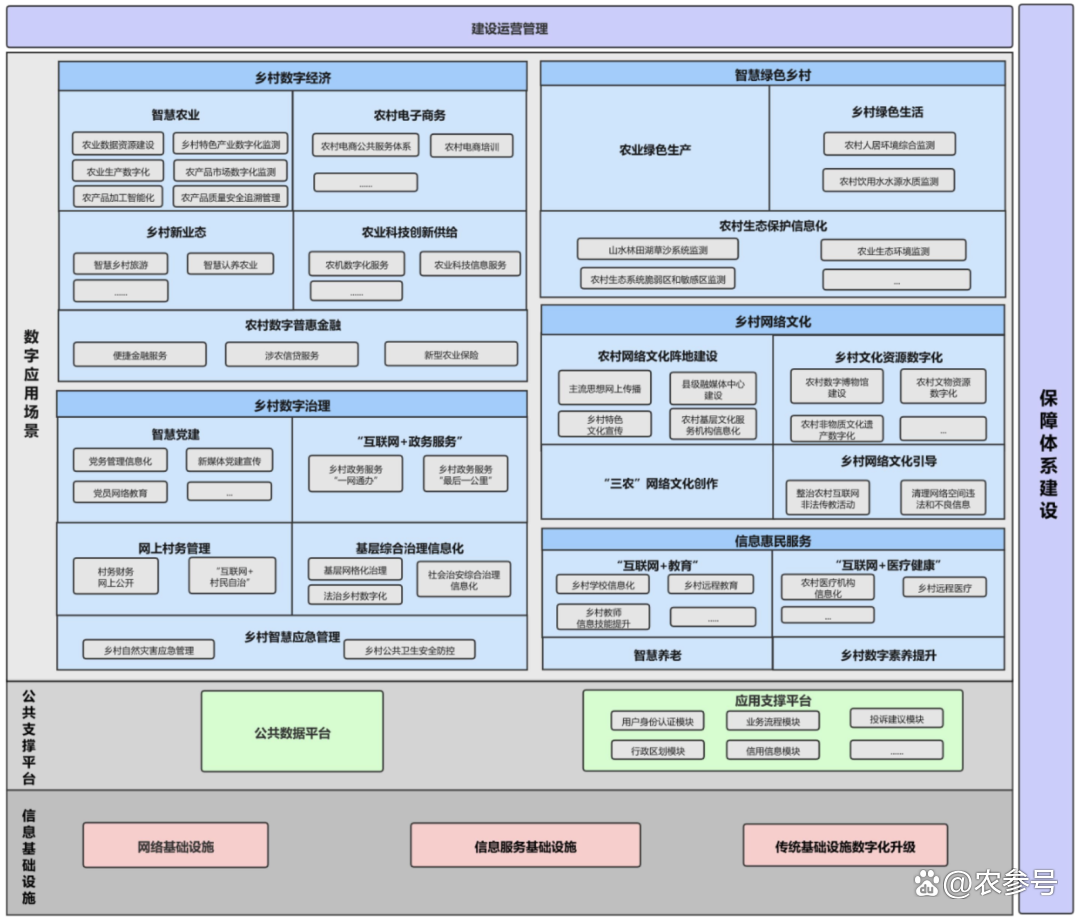 建设运营管理
数字应用场景
乡村数字经济
智慧农业
农业数据资源建设
乡村特色产业数字化监测
农业生产数字化
农产品市场数字化监测
农产品加工智能化
农产品质量安全追溯管理
农村电子商务
农村电商公共服务体系
农村电商培训
......
乡村新业态
智慧乡村旅游
智慧认养农业
......
农业科技创新供给
农机数字化服务
农业科技信息服务
......
农村数字普惠金融
便捷金融服务
涉农信贷服务
新型农业保险
乡村数字治理
智慧党建
党务管理信息化
新媒体党建宣传
党员网络教育
...
“互联网+政务服务”
乡村政务服务
“一网通办”
乡村政务服务
“最后一公里”
网上村务管理
村务财务
网上公开
“互联网+
村民自治”
基层综合治理信息化
基层网格化治理
社会治安综合治理
信息化
法治乡村数字化
乡村智慧应急管理
乡村自然灾害应急管理
乡村公共卫生安全防控
智慧绿色乡村
农业绿色生产
乡村绿色生活
农村人居环境综合监测
农村饮用水水源水质监测
农村生态保护信息化
山水林田湖草沙系统监测
农业生态环境监测
农村生态系统脆弱区和敏感区监测
...
乡村网络文化
农村网络文化阵地建设
主流思想网上传播
县级融媒体中心
建设
乡村特色
文化宣传
农村基层文化服
务机构信息化
乡村文化资源数字化
农村数字博物馆
建设
农村文物资源
数字化
农村非物质文化遗
产数字化
...
“三农”网络文化创作
乡村网络文化引导
整治农村互联网
非法传教活动
清理网络空间违
法和不良信息
信息惠民服务
“互联网+教育”
乡村学校信息化
乡村远程教育
乡村教师
信息技能提升
......
“互联网+医疗健康”
农村医疗机构
信息化
乡村远程医疗
...
智慧养老
乡村数字素养提升
公共支撑平台
公共数据平台
应用支撑平台
用户身份认证模块
业务流程模块
投诉建议模块
行政区划模块
信用信息模块
......
信息基础设施
网络基础设施
信息服务基础设施
传统基础设施数字化升级
保障体系建设
du @农参号